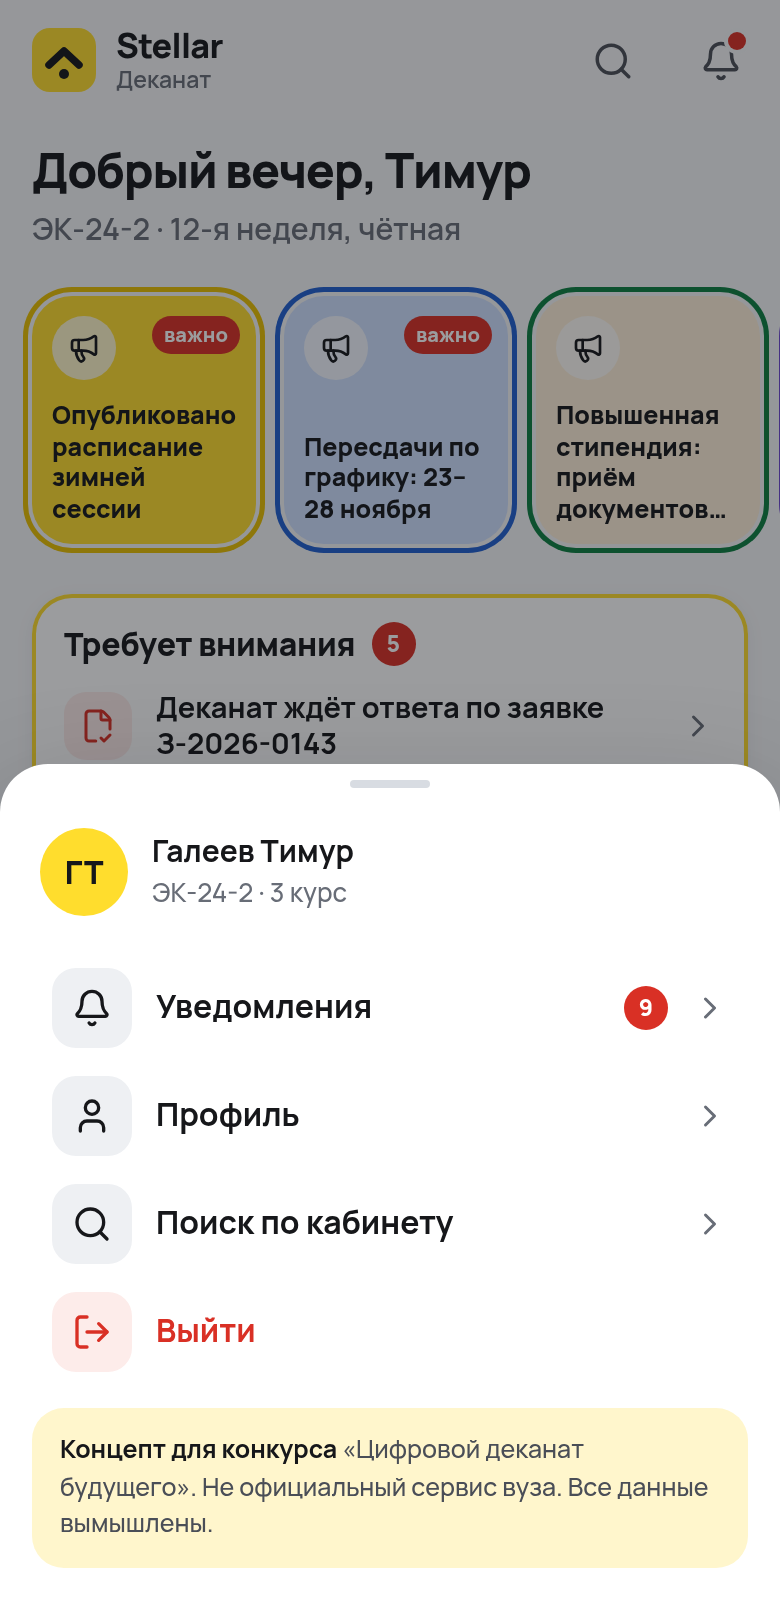 Stellar
Деканат
Добрый вечер, Тимур
ЭК-24-2 · 12-я неделя, чётная
важно
Опубликовано
расписание
зимней
сессии
важно
Пересдачи по
графику: 23–
28 ноября
Повышенная
стипендия:
приём
документов…
Требует внимания 5
Деканат ждёт ответа по заявке
З-2026-0143
ГТ
Галеев Тимур
ЭК-24-2 · 3 курс
Уведомления 9
Профиль
Поиск по кабинету
Выйти
Концепт для конкурса «Цифровой деканат
будущего». Не официальный сервис вуза. Все данные
вымышлены.